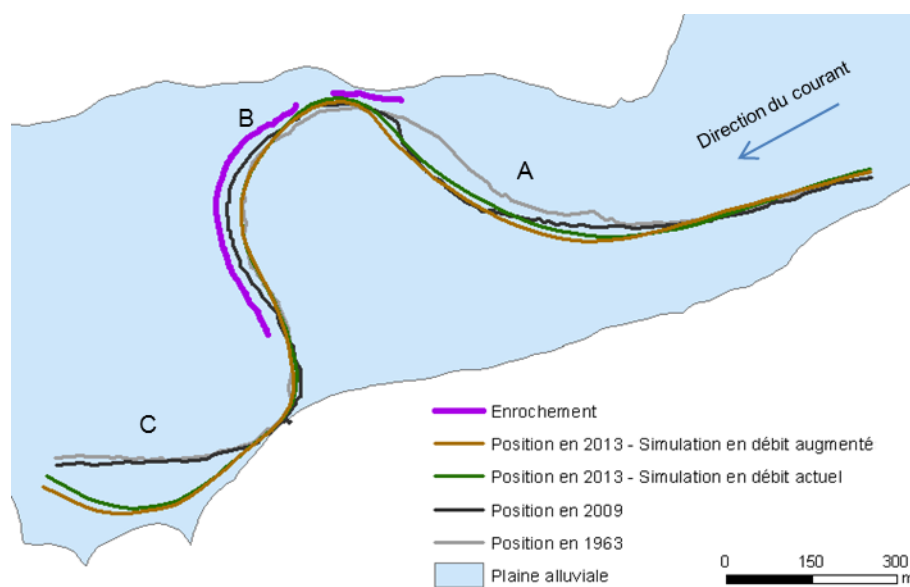 Direction du courant
B
A
C
Enrochement
Position en 2013 - Simulation en débit augmenté
Position en 2013 - Simulation en débit actuel
Position en 2009
Position en 1963
Plaine alluviale
0 150 300
m